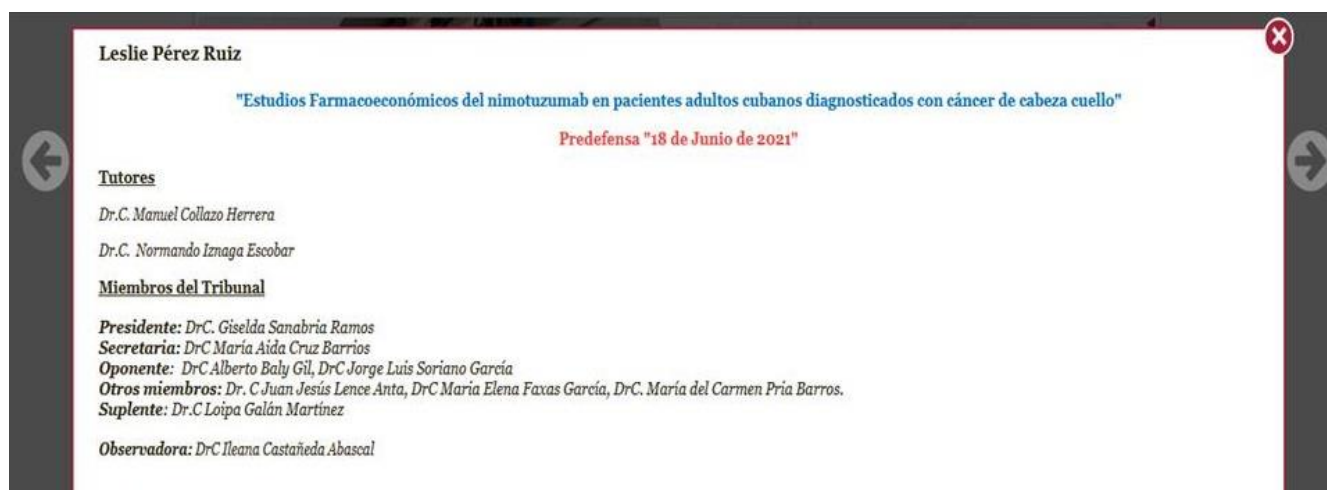 Leslie Pérez Ruiz
"Estudios Farmacoeconómicos del nimotuzumab en pacientes adultos cubanos diagnosticados con cáncer de cabeza cuello"
Predefensa "18 de Junio de 2021"
Tutores
Dr.C. Manuel Collazo Herrera
Dr.C. Normando Iznaga Escobar
Miembros del Tribunal
Presidente: DrC. Giselda Sanabria Ramos
Secretaria: DrC María Aida Cruz Barrios
Oponente: DrC Alberto Baly Gil, DrC Jorge Luis Soriano García
Otros miembros: Dr. C Juan Jesús Lence Anta, DrC Maria Elena Faxas García, DrC. María del Carmen Pria Barros.
Suplente: Dr.C Loipa Galán Martínez
Observadora: DrC Ileana Castañeda Abascal